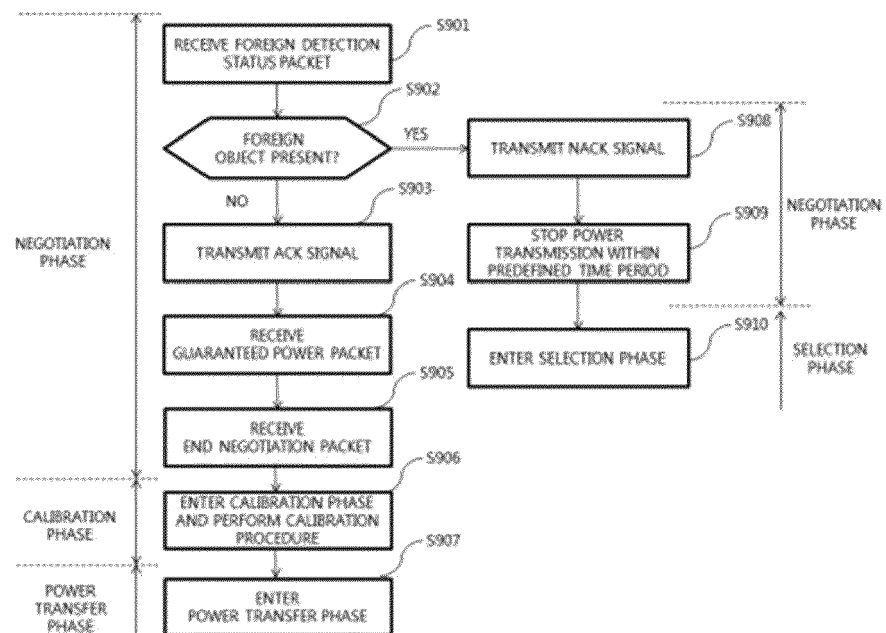 RECEIVE FOREIGN DETECTION
STATUS PACKET
S901
FOREIGN
OBJECT PRESENT?
S902
YES
NO
TRANSMIT NACK SIGNAL
S908
TRANSMIT ACK SIGNAL
S903
STOP POWER
TRANSMISSION WITHIN
PREDEFINED TIME PERIOD
S909
NEGOTIATION
PHASE
NEGOTIATION
PHASE
RECEIVE
GUARANTEED POWER PACKET
S904
ENTER SELECTION PHASE
S910
SELECTION
PHASE
RECEIVE
END NEGOTIATION PACKET
S905
ENTER CALIBRATION PHASE
AND PERFORM CALIBRATION
PROCEDURE
S906
CALIBRATION
PHASE
ENTER
POWER TRANSFER PHASE
S907
POWER
TRANSFER
PHASE